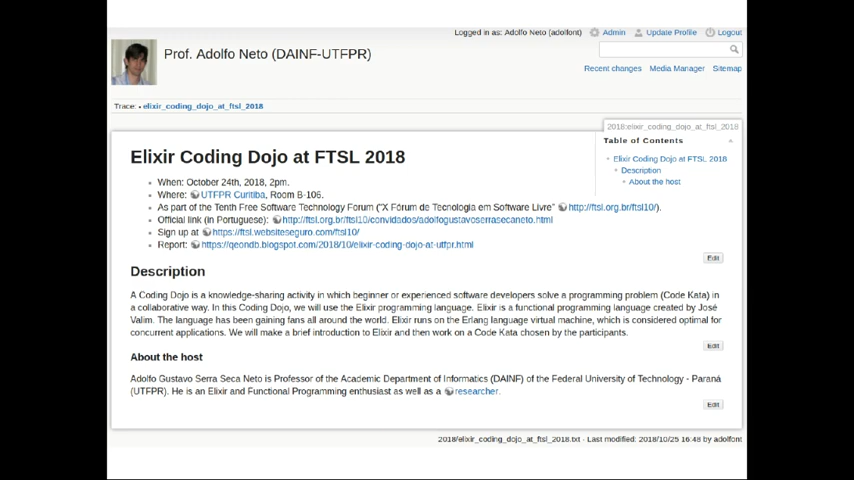 Logged in as: Adolfo Neto (adolfont) Admin Update Profile Logout
Prof. Adolfo Neto (DAINF-UTFPR)
Recent changes Media Manager Sitemap
Trace: • elixir_coding_dojo_at_ftsl_2018
2018:elixir_coding_dojo_at_ftsl_2018
Table of Contents
Elixir Coding Dojo at FTSL 2018
Description
About the host
Elixir Coding Dojo at FTSL 2018
When: October 24th, 2018, 2pm.
Where: UTFPR Curitiba, Room B-106.
As part of the Tenth Free Software Technology Forum ("X Fórum de Tecnologia em Software Livre" http://ftsl.org.br/ftsl10/).
Official link (in Portuguese): http://ftsl.org.br/ftsl10/convidados/adolfogustavoserrasecaneto.html
Sign up at https://ftsl.websiteseguro.com/ftsl10/
Report: https://qeondb.blogspot.com/2018/10/elixir-coding-dojo-at-utfpr.html
Edit
Description
A Coding Dojo is a knowledge-sharing activity in which beginner or experienced software developers solve a programming problem (Code Kata) in
a collaborative way. In this Coding Dojo, we will use the Elixir programming language. Elixir is a functional programming language created by José
Valim. The language has been gaining fans all around the world. Elixir runs on the Erlang language virtual machine, which is considered optimal for
concurrent applications. We will make a brief introduction to Elixir and then work on a Code Kata chosen by the participants.
Edit
About the host
Adolfo Gustavo Serra Seca Neto is Professor of the Academic Department of Informatics (DAINF) of the Federal University of Technology - Paraná
(UTFPR). He is an Elixir and Functional Programming enthusiast as well as a researcher.
Edit
2018/elixir_coding_dojo_at_ftsl_2018.txt · Last modified: 2018/10/25 16:48 by adolfont